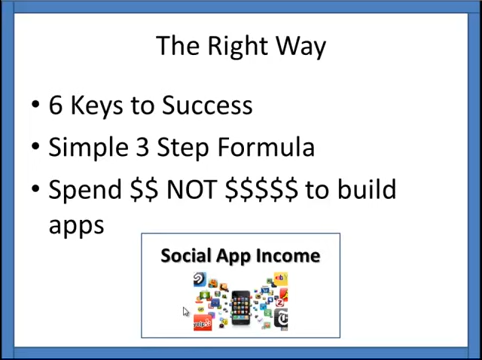 The Right Way
• 6 Keys to Success
• Simple 3 Step Formula
• Spend $$ NOT $$$$$ to build
apps
Social App Income